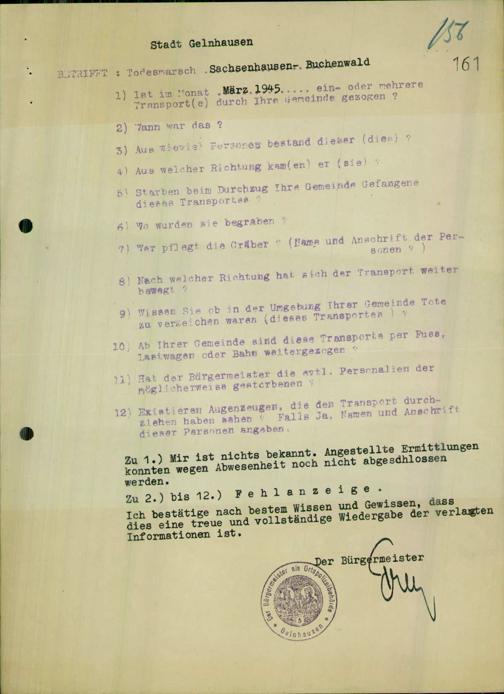 156
161
Stadt Gelnhausen
BETRIFFT : Todesmarsch .Sachsenhausen-. Buchenwald
1) Ist im Monat .März.1945..... ein- oder mehrere
Transport(e) durch Ihre Gemeinde gezogen ?
2) Wann war das ?
3) Aus wieviel Personen bestand dieser (dies) ?
4) Aus welcher Richtung kam(en) er (sie) ?
5) Starben beim Durchzug Ihre Gemeinde Gefangene
dieses Transportes ?
6) Wo wurden sie begraben ?
7) Wer pflegt die Gräber ? (Name und Anschrift der Per-
sonen ? )
8) Nach welcher Richtung hat sich der Transport weiter
bewegt ?
9) Wissen Sie ob in der Umgebung Ihrer Gemeinde Tote
zu verzeichen waren (dieses Transportes ) ?
10) Ab Ihrer Gemeinde sind diese Transporte per Fuss,
Lastwagen oder Bahn weitergezogen ?
11) Hat der Bürgermeister die evtl. Personalien der
möglicherweise gestorbenen ?
12) Existieren Augenzeugen, die den Transport durch-
ziehen haben sehen ? Falls Ja, Namen und Anschrift
dieser Personen angeben.
Zu 1.) Mir ist nichts bekannt. Angestellte Ermittlungen
konnten wegen Abwesenheit noch nicht abgesdhlossen
werden.
Zu 2.) bis 12.) F e h l a n z e i g e .
Ich bestätige nach bestem Wissen und Gewissen, dass
dies eine treue und vollständige Wiedergabe der verlagten
Informationen ist.
Der Bürgermeister
Der Bürgermeister als Ortspolizeibehörde
* Gelnhausen *